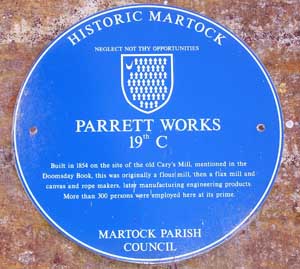 HISTORIC MARTOCK
NEGLECT NOT THY OPPORTUNITIES
PARRETT WORKS
19th C
Built in 1854 on the site of the old Cary's Mill, mentioned in the
Doomsday Book, this was originally a flour mill, then a flax mill and
canvas and rope makers, later manufacturing engineering products.
More than 300 persons were employed here at its prime.
MARTOCK PARISH
COUNCIL